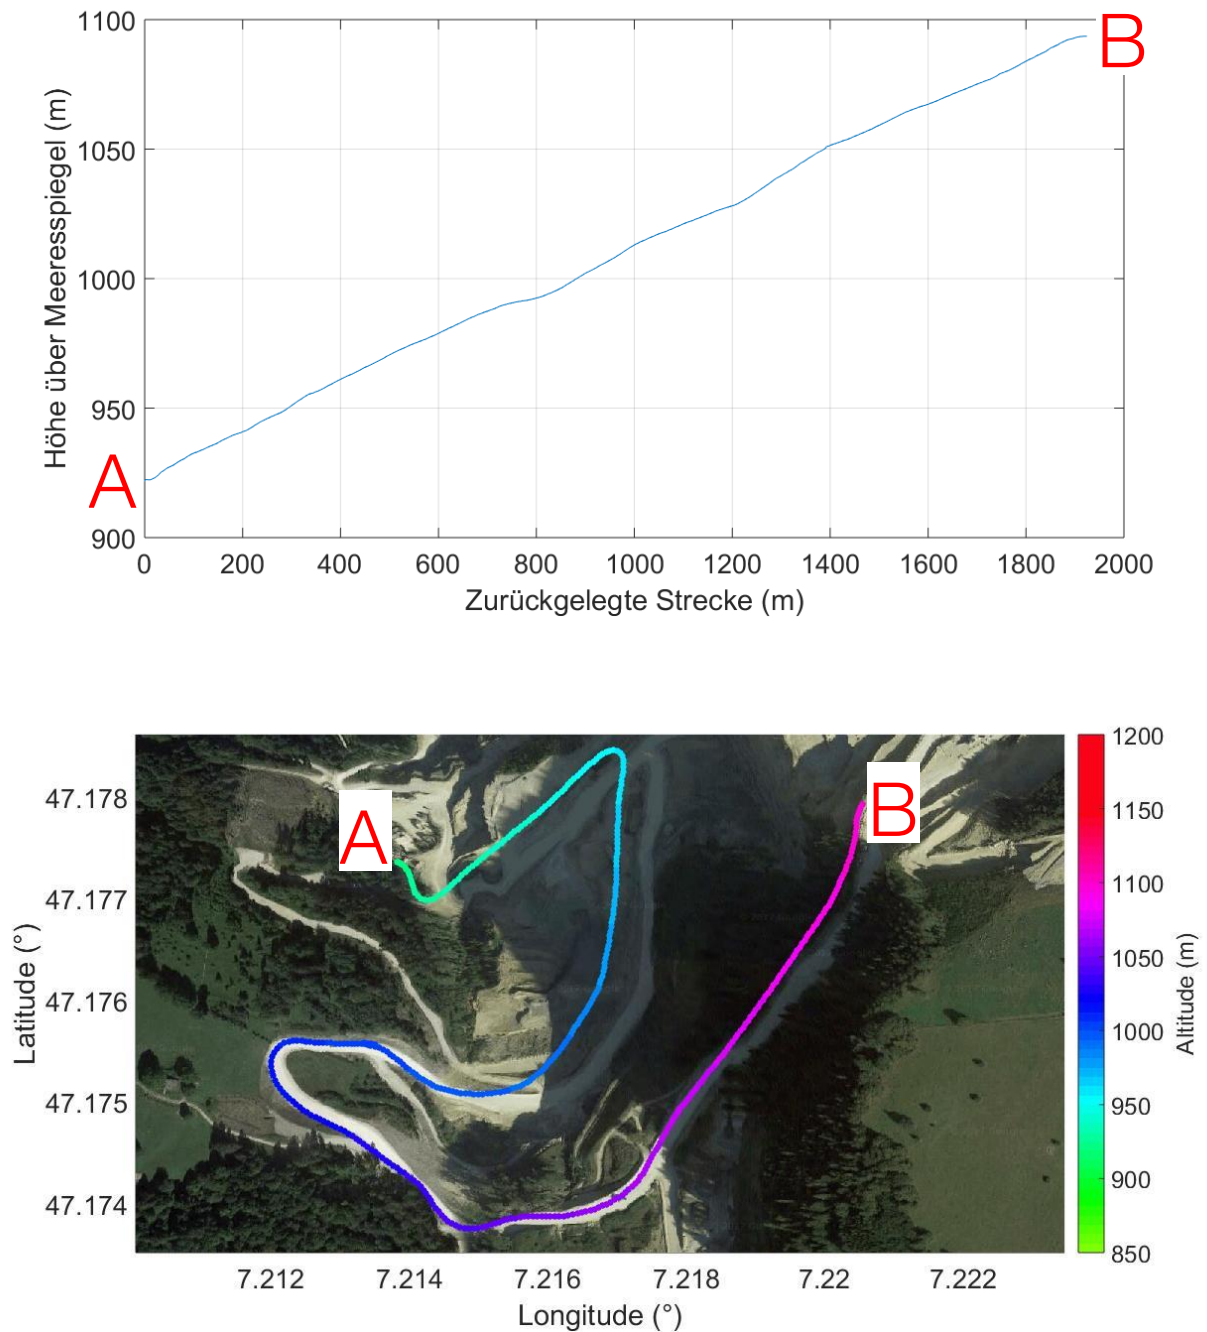 1100
B
1050
1000
950
900
Höhe über Meeresspiegel (m)
A
0 200 400 600 800 1000 1200 1400 1600 1800 2000
Zurückgelegte Strecke (m)
47.178
47.177
47.176
47.175
47.174
Latitude (°)
A
B
7.212 7.214 7.216 7.218 7.22 7.222
Longitude (°)
1200
1150
1100
1050
1000
950
900
850
Altitude (m)